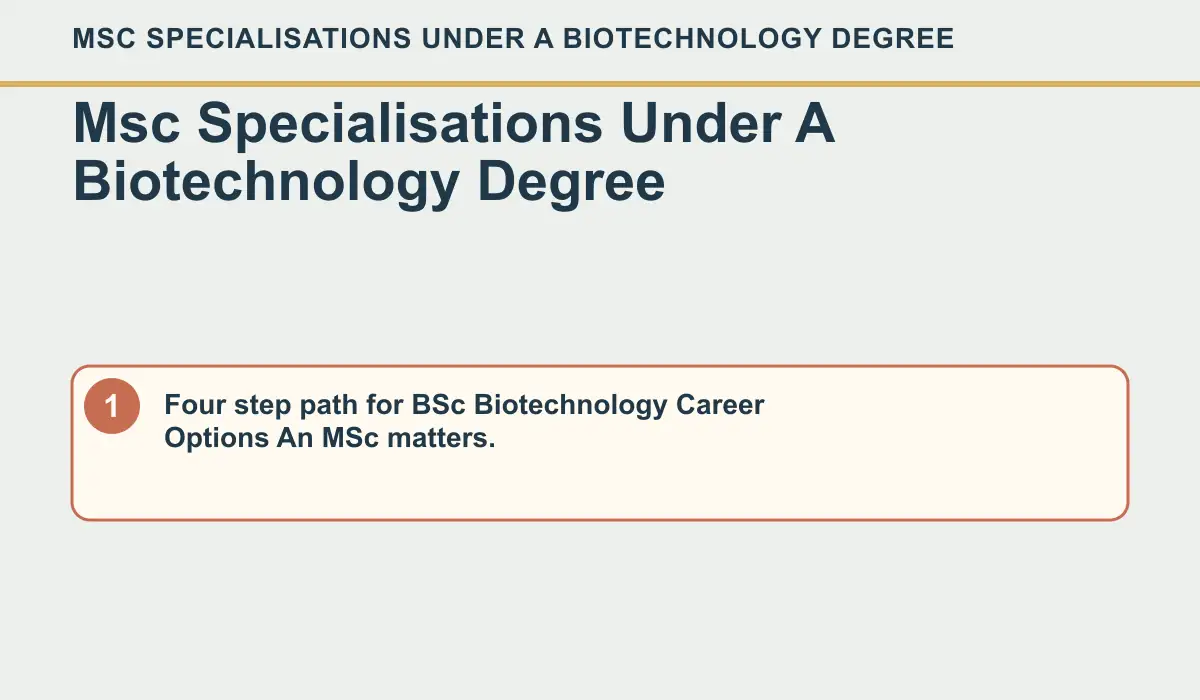 MSC SPECIALISATIONS UNDER A BIOTECHNOLOGY DEGREE
Msc Specialisations Under A
Biotechnology Degree
1
Four step path for BSc Biotechnology Career
Options An MSc matters.